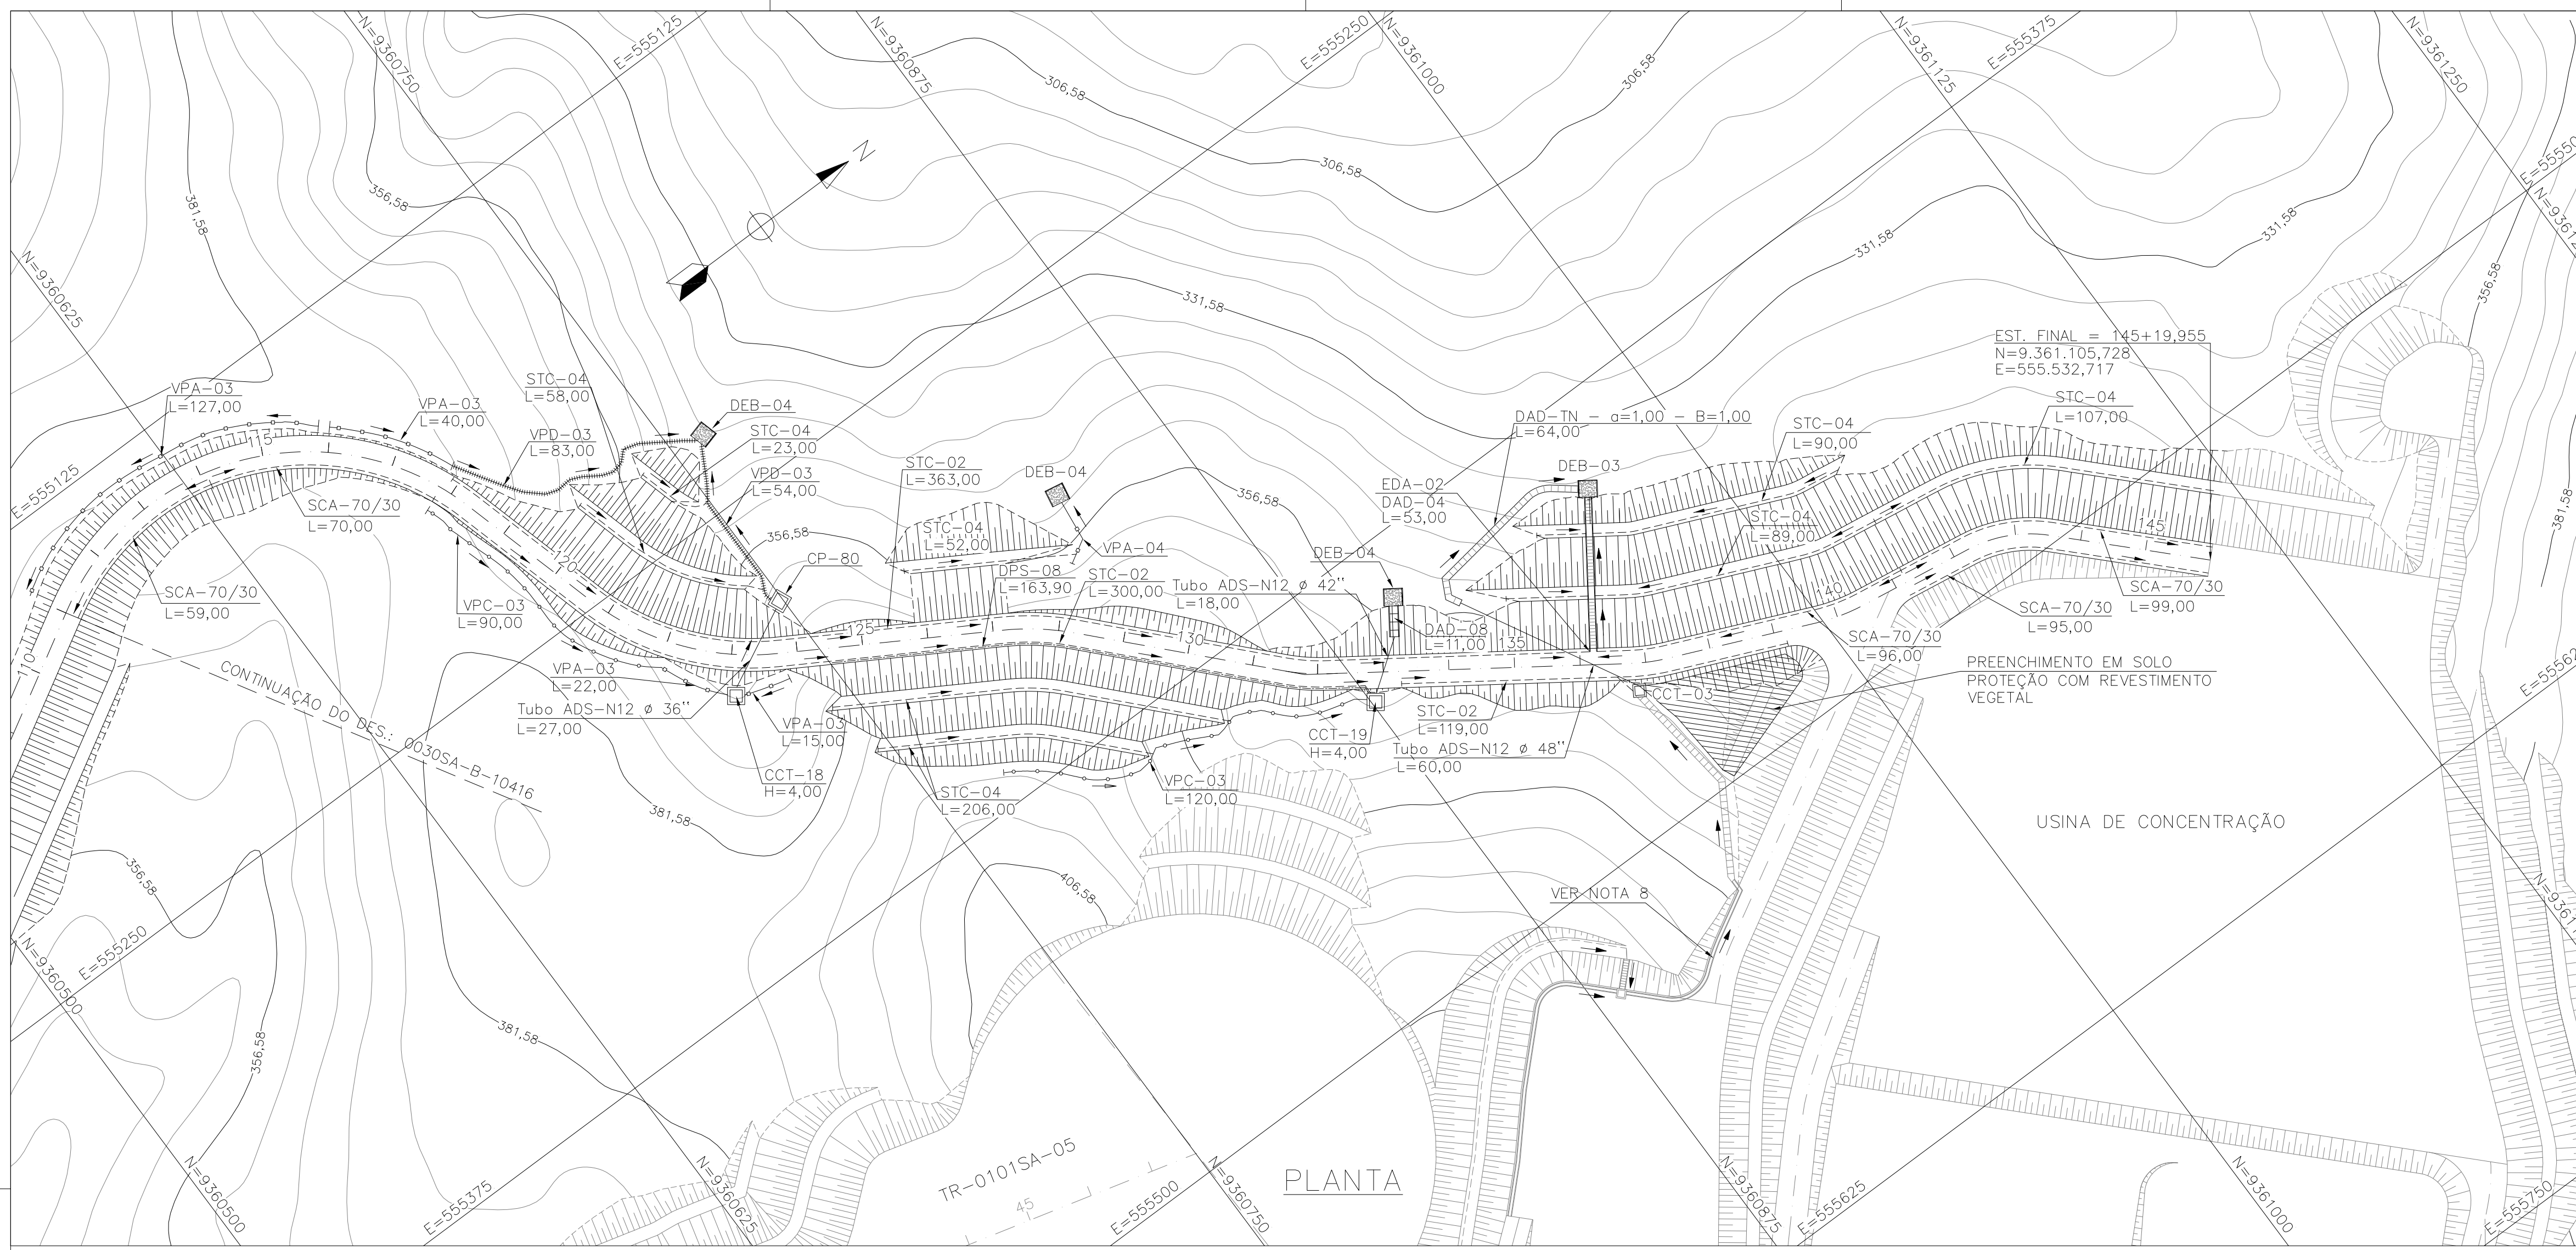 N=9360750
E=555125
N=9360875
E=555250
N=9361000
E=555375
N=9361125
N=9361250
306,58
306,58
306,58
N
356,58
381,58
331,58
331,58
331,58
356,58
N=9360625
E=555125
EST. FINAL = 145+19,955
N=9.361.105,728
E=555.532,717
VPA-03
L=127,00
VPA-03
L=40,00
STC-04
L=58,00
VPD-03
L=83,00
DEB-04
STC-04
L=23,00
VPD-03
L=54,00
STC-02
L=363,00
DEB-04
356,58
DAD-TN - a=1,00 - B=1,00
L=64,00
STC-04
L=90,00
STC-04
L=107,00
DEB-03
EDA-02
DAD-04
L=53,00
STC-04
L=89,00
115
SCA-70/30
L=70,00
STC-04
L=52,00
VPA-04
DEB-04
145
381,58
356,58
120
CP-80
DPS-08
L=163,90
STC-02
L=300,00
Tubo ADS-N12 ø 42"
L=18,00
SCA-70/30
L=59,00
VPC-03
L=90,00
125
130
DAD-08
L=11,00
135
140
SCA-70/30
L=96,00
SCA-70/30
L=95,00
SCA-70/30
L=99,00
110
CONTINUAÇÃO DO DES.: 0030SA-B-10416
VPA-03
L=22,00
Tubo ADS-N12 ø 36"
L=27,00
VPA-03
L=15,00
CCT-18
H=4,00
STC-04
L=206,00
VPC-03
L=120,00
CCT-19
H=4,00
STC-02
L=119,00
Tubo ADS-N12 ø 48"
L=60,00
CCT-03
PREENCHIMENTO EM SOLO
PROTEÇÃO COM REVESTIMENTO
VEGETAL
USINA DE CONCENTRAÇÃO
381,58
356,58
406,58
VER NOTA 8
E=555250
N=9360500
381,58
356,58
TR-0101SA-05
45
PLANTA
N=9360500
E=555375
N=9360625
E=555500
N=9360750
N=9360875
E=555625
N=9361000
E=555750